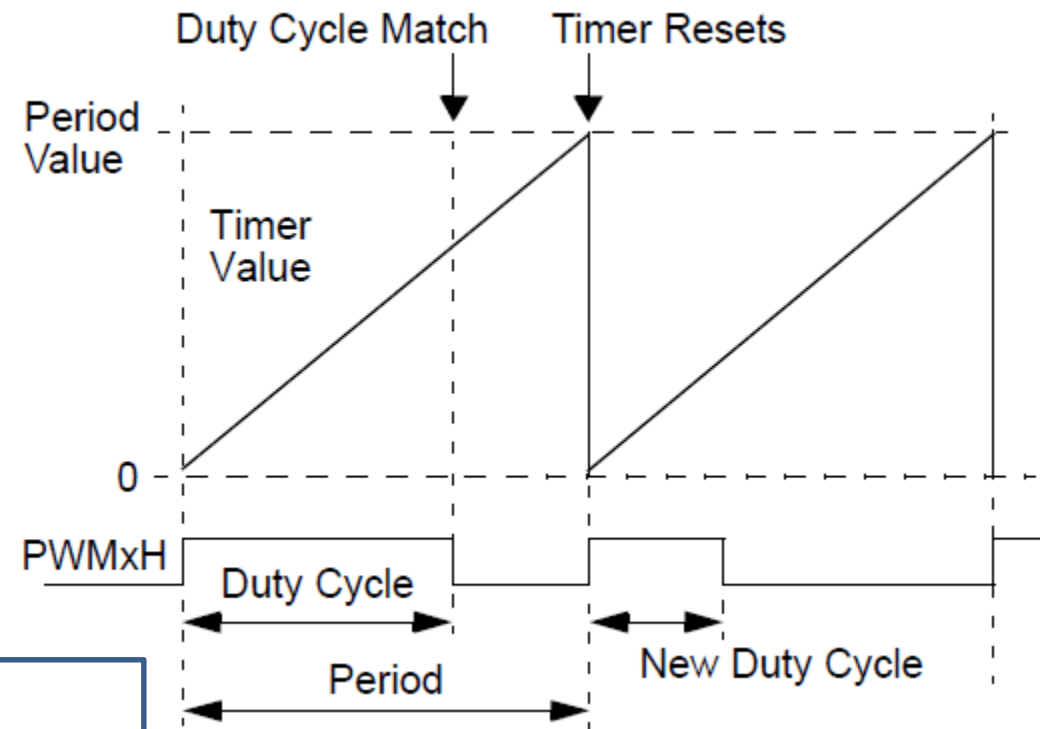 Duty Cycle Match
Timer Resets
Period
Value
Timer
Value
0
PWMxH
Duty Cycle
New Duty Cycle
Period